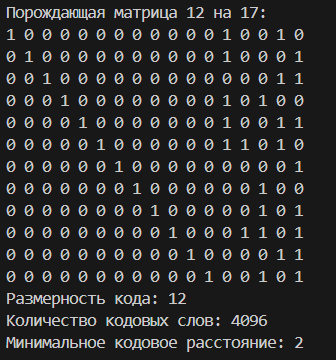 Порождающая матрица 12 на 17:
1 0 0 0 0 0 0 0 0 0 0 0 1 0 0 1 0
0 1 0 0 0 0 0 0 0 0 0 0 1 0 0 0 1
0 0 1 0 0 0 0 0 0 0 0 0 0 0 0 1 1
0 0 0 1 0 0 0 0 0 0 0 0 1 0 1 0 0
0 0 0 0 1 0 0 0 0 0 0 0 1 0 0 1 1
0 0 0 0 0 1 0 0 0 0 0 0 1 1 0 1 0
0 0 0 0 0 0 1 0 0 0 0 0 0 0 0 0 1
0 0 0 0 0 0 0 1 0 0 0 0 0 0 1 0 0
0 0 0 0 0 0 0 0 1 0 0 0 0 0 1 0 1
0 0 0 0 0 0 0 0 0 1 0 0 0 1 1 0 1
0 0 0 0 0 0 0 0 0 0 1 0 0 0 0 1 1
0 0 0 0 0 0 0 0 0 0 0 1 0 0 1 0 1
Размерность кода: 12
Количество кодовых слов: 4096
Минимальное кодовое расстояние: 2